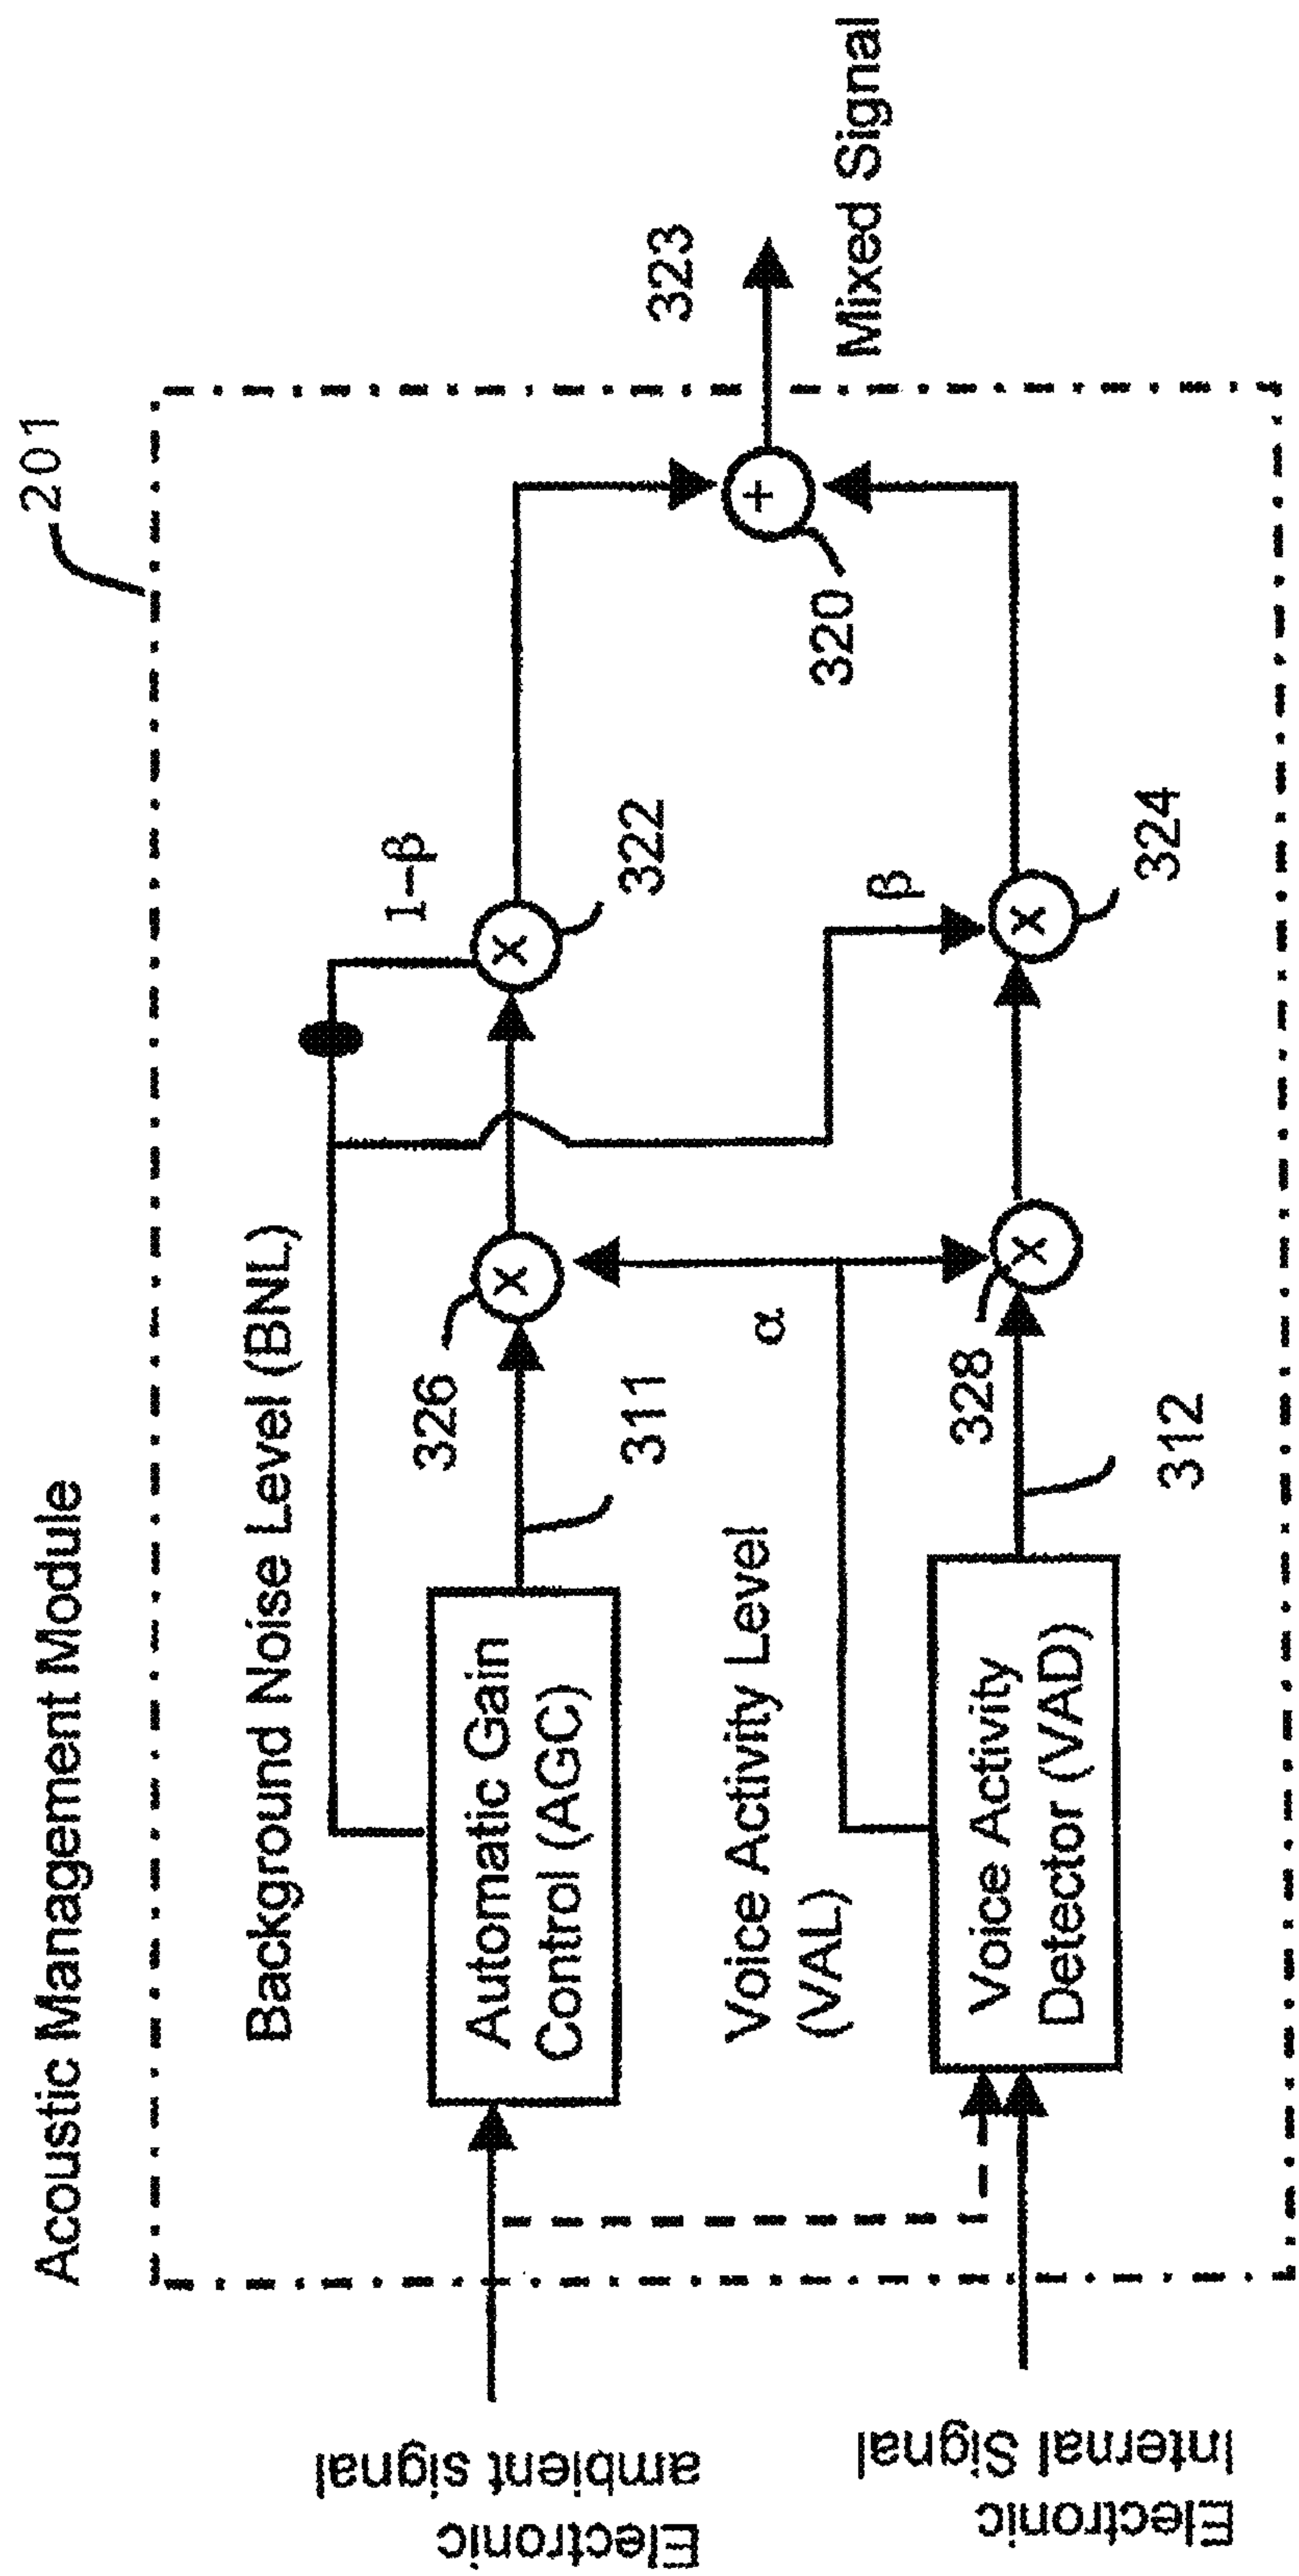 Acoustic Management Module
201
Background Noise Level (BNL)
1–β
Automatic Gain
Control (AGC)
326
311
322
323
Mixed Signal
+
320
x
x
Voice Activity Level
(VAL)
α
β
Voice Activity
Detector (VAD)
328
312
324
x
x
Electronic
ambient signal
Electronic
Internal Signal